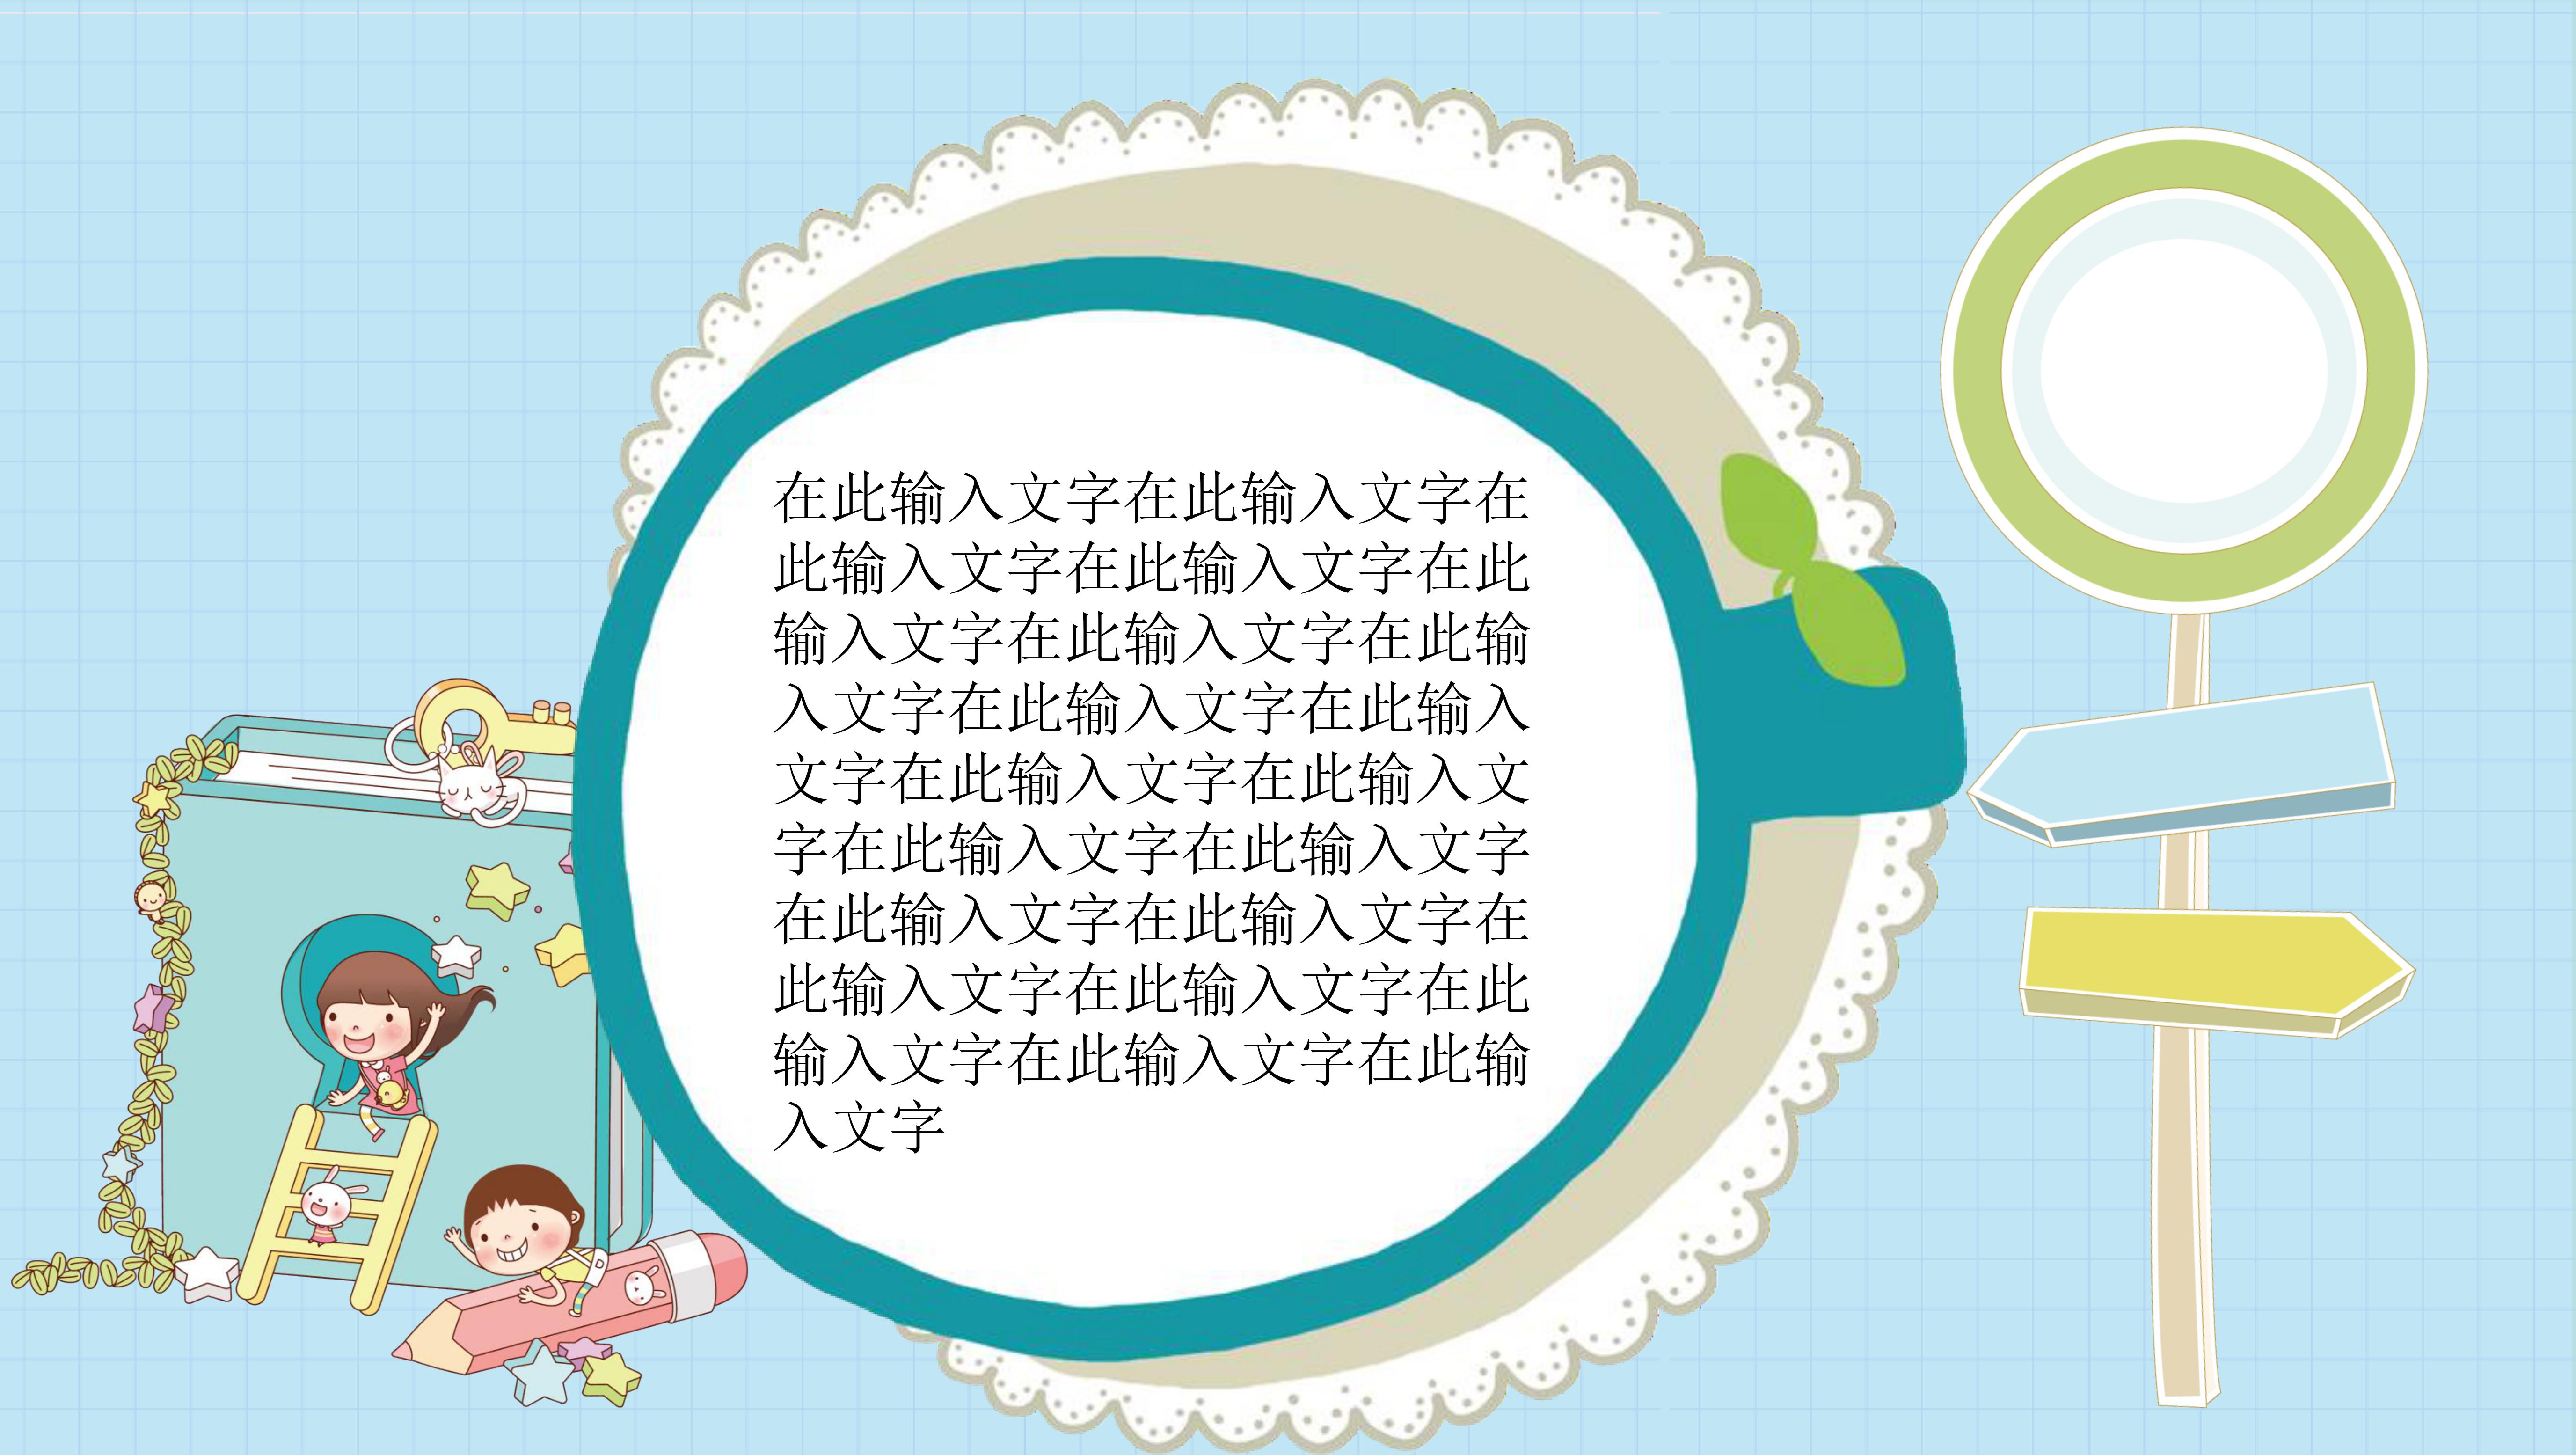 在此输入文字在此输入文字在
此输入文字在此输入文字在此
输入文字在此输入文字在此输
入文字在此输入文字在此输入
文字在此输入文字在此输入文
字在此输入文字在此输入文字
在此输入文字在此输入文字在
此输入文字在此输入文字在此
输入文字在此输入文字在此输
入文字